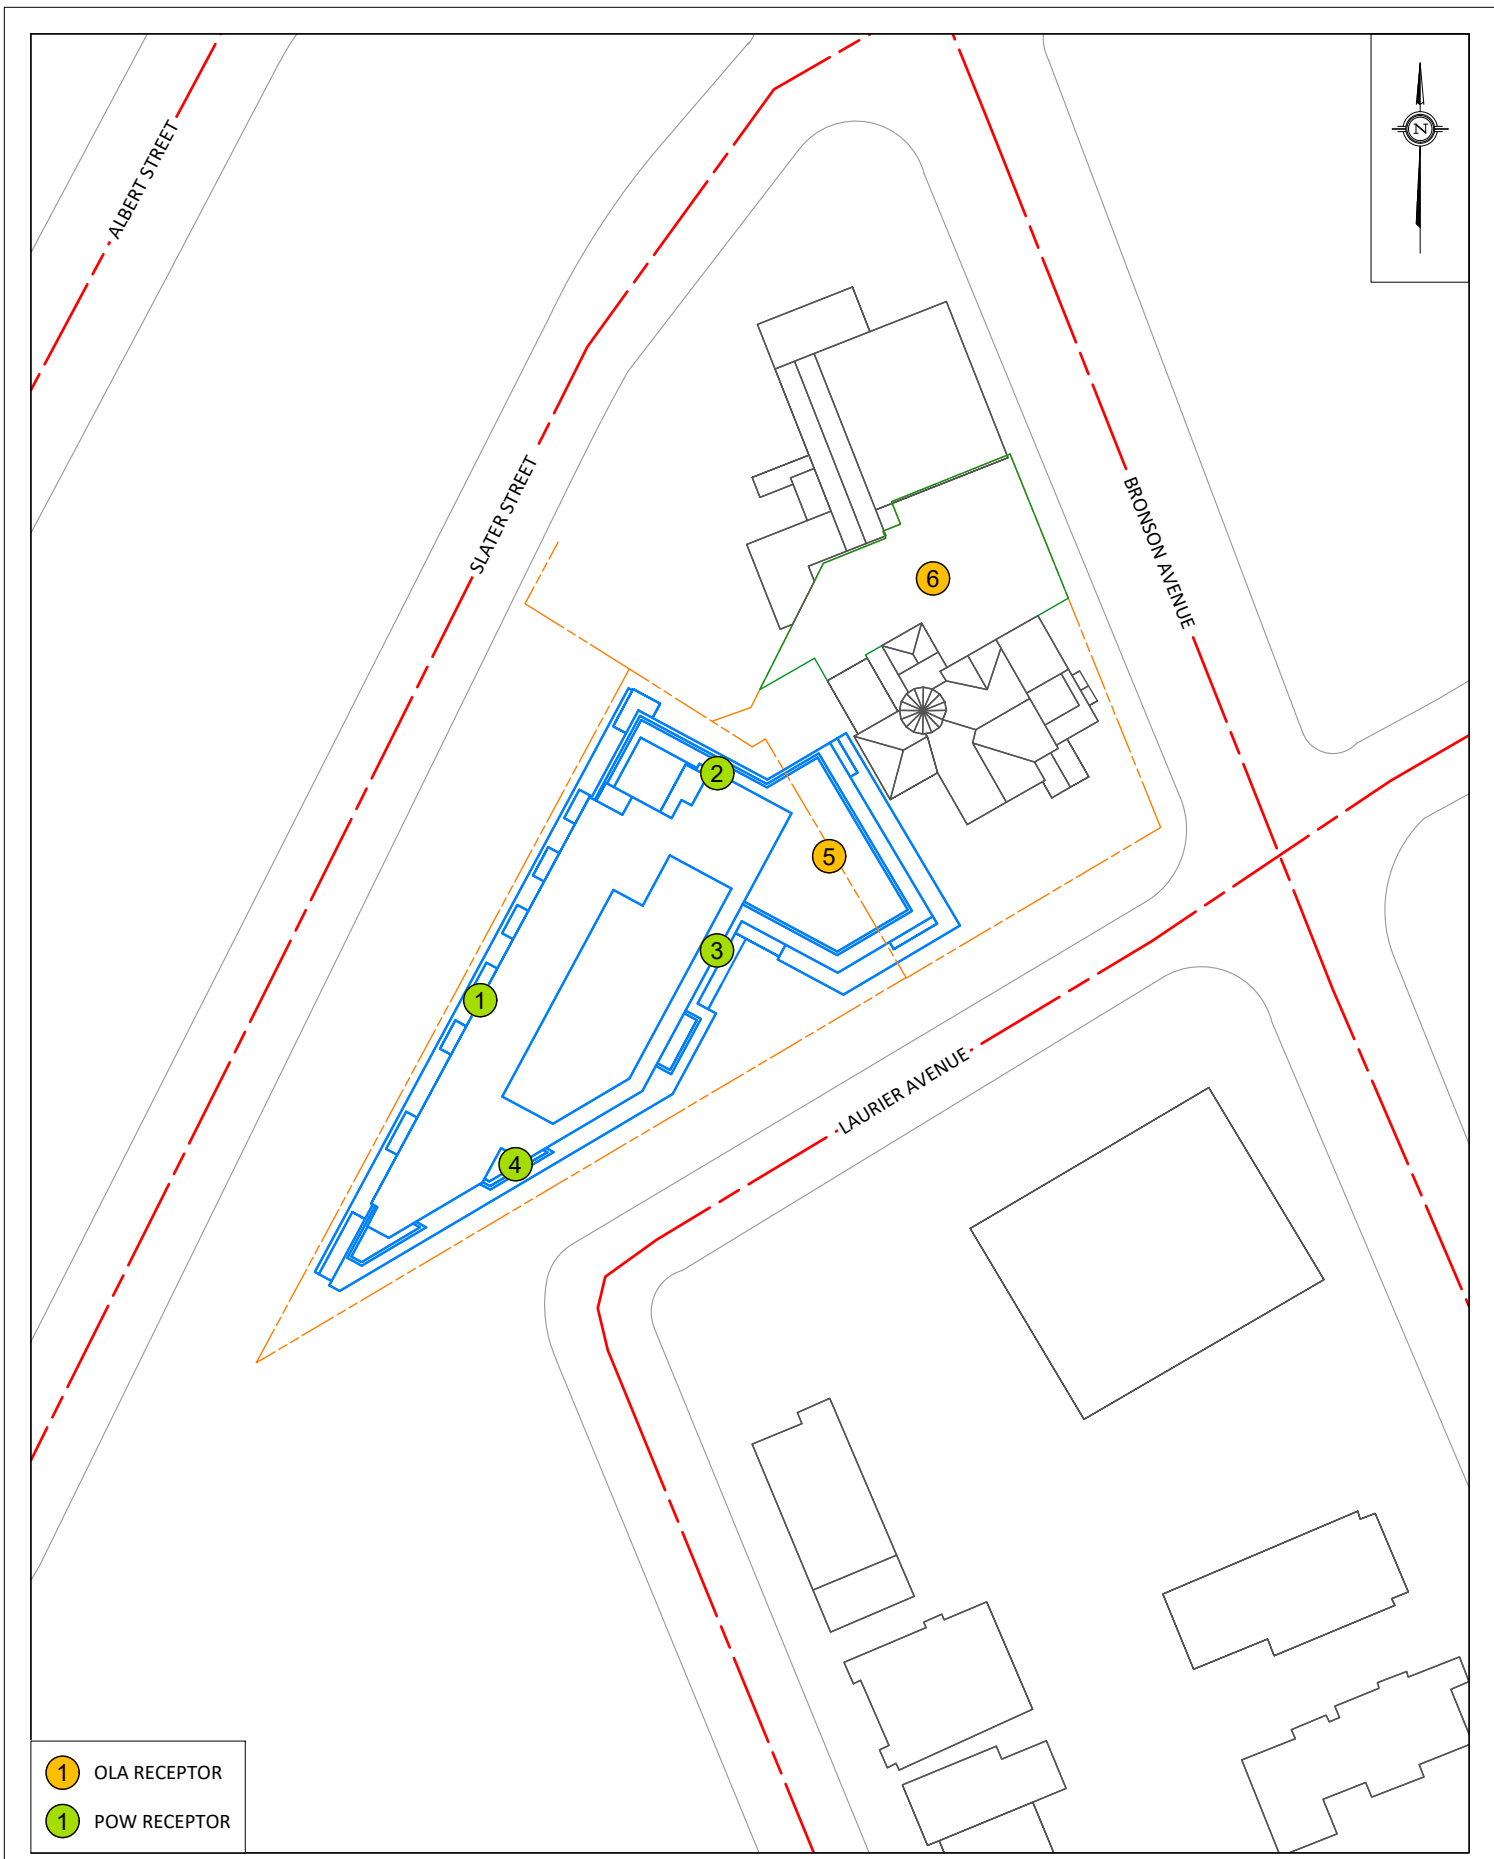 ALBERT STREET
N
SLATER STREET
BRONSON AVENUE
6
2
5
3
1
4
LAURIER AVENUE
1 OLA RECEPTOR
1 POW RECEPTOR